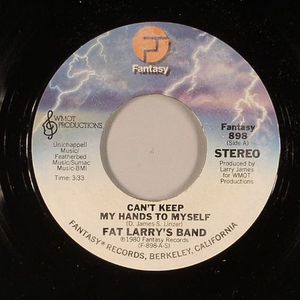 FT
Fantasy
WMOT
PRODUCTIONS
Unichappell
Music/
Featherbed
Music/Sumac
Music-BMI
Time: 3:33
Fantasy
898
(Side A)
STEREO
Produced by
Larry James
for WMOT
Productions
CAN'T KEEP
MY HANDS TO MYSELF
(D. James-S. Linzer)
FAT LARRY'S BAND
℗1980 Fantasy Records
(F-898-A-S)
FANTASY® RECORDS, BERKELEY, CALIFORNIA